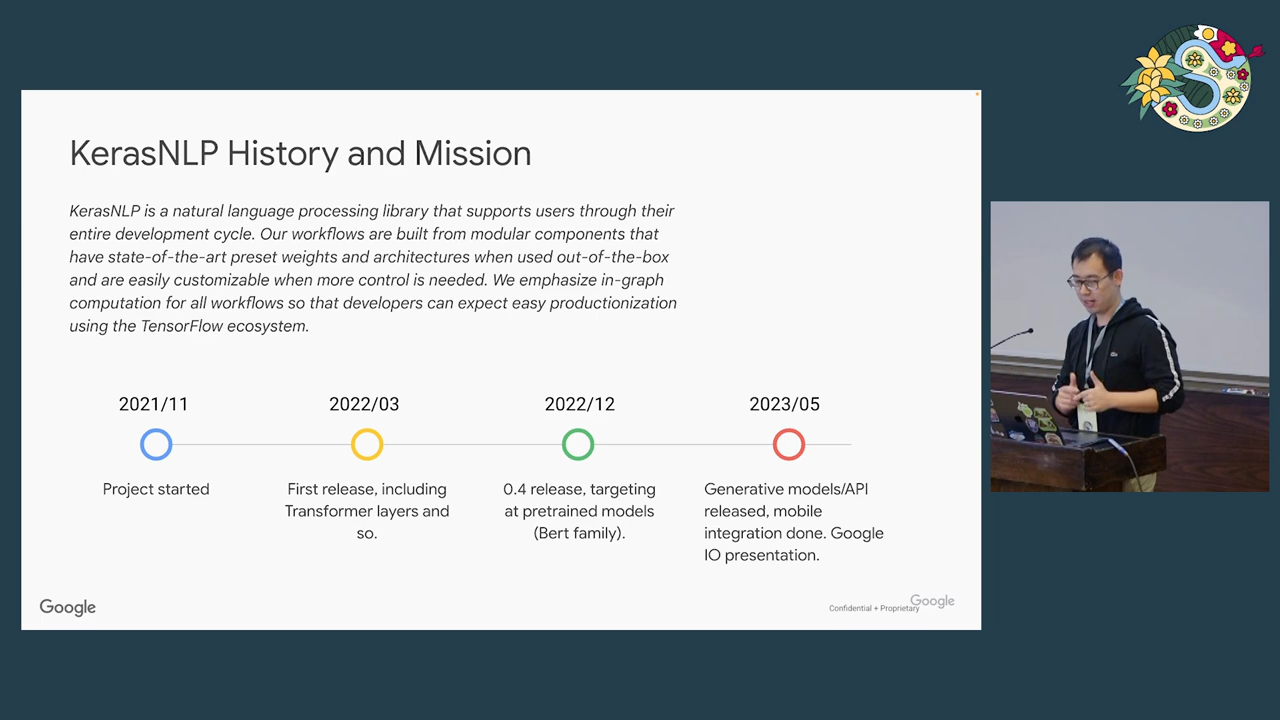 KerasNLP History and Mission
KerasNLP is a natural language processing library that supports users through their
entire development cycle. Our workflows are built from modular components that
have state-of-the-art preset weights and architectures when used out-of-the-box
and are easily customizable when more control is needed. We emphasize in-graph
computation for all workflows so that developers can expect easy productionization
using the TensorFlow ecosystem.
2021/11
Project started
2022/03
First release, including
Transformer layers and
so.
2022/12
0.4 release, targeting
at pretrained models
(Bert family).
2023/05
Generative models/API
released, mobile
integration done. Google
IO presentation.
Google
Confidential + Proprietary
Google